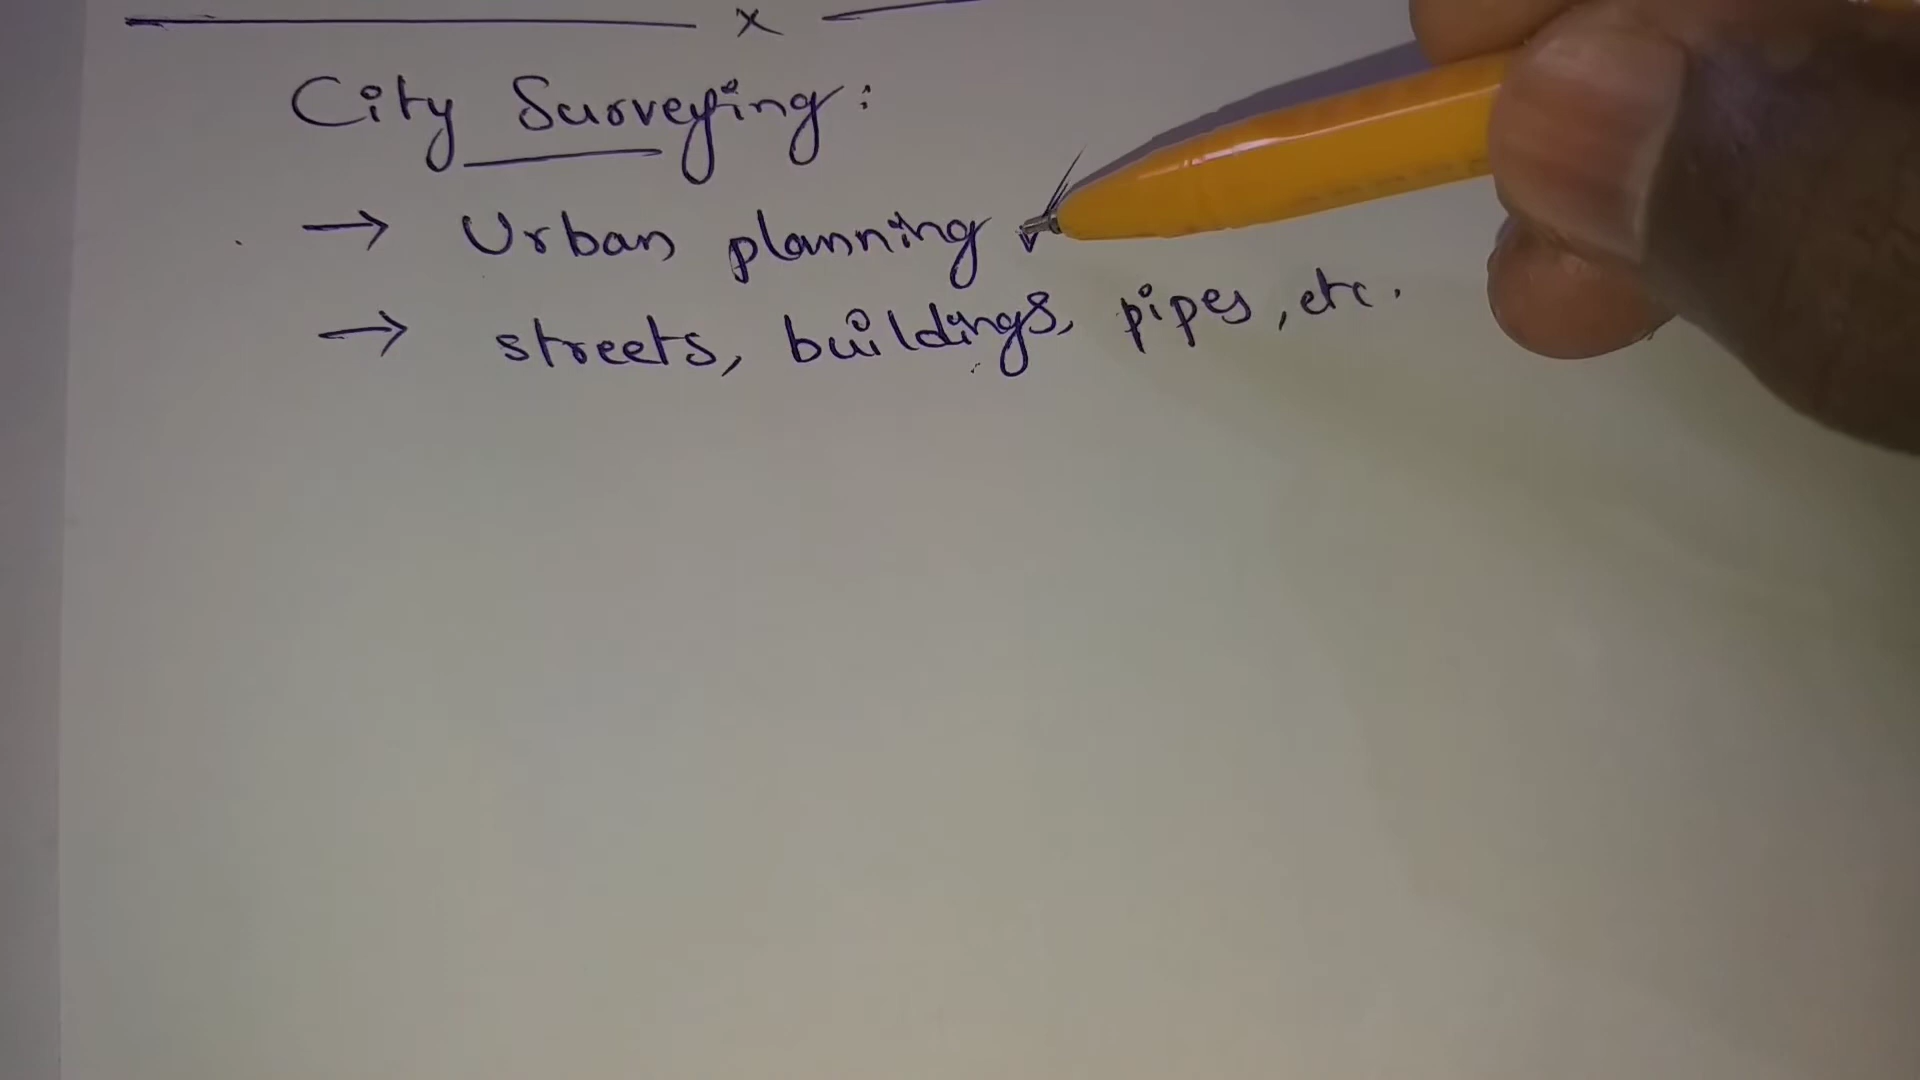 x
City Surveying:
→ Urban planning ✓
→ streets, buildings, pipes, etc.